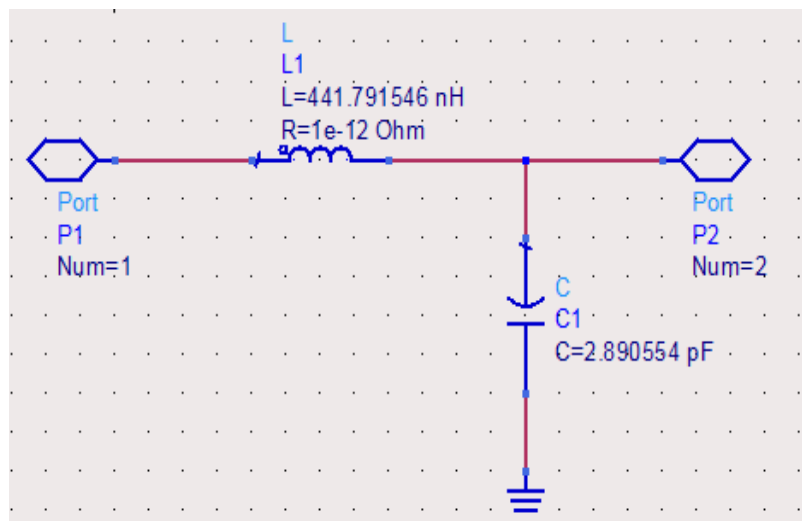 L
L1
L=441.791546 nH
R=1e-12 Ohm
Port
P1
Num=1
Port
P2
Num=2
C
C1
C=2.890554 pF